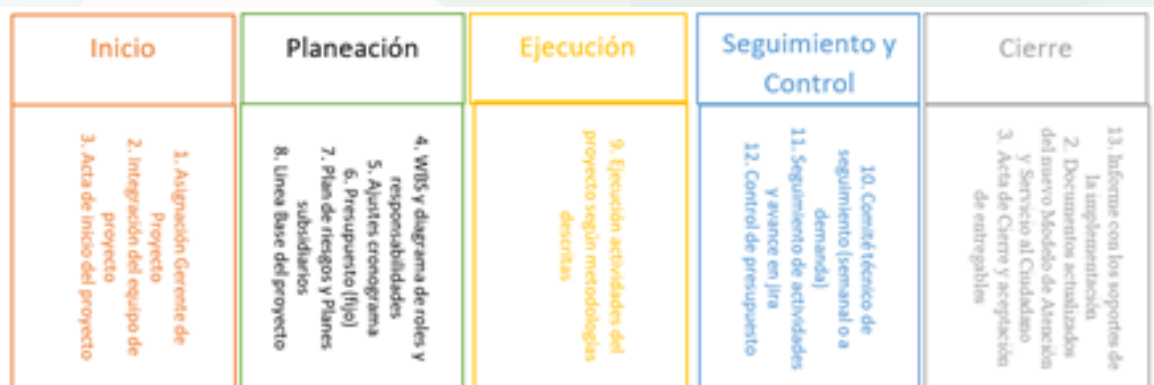 Inicio
1. Asignación Gerente de
Proyecto
2. Integración del equipo de
proyecto
3. Acta de inicio del proyecto
Planeación
4. WBS y diagrama de roles y
responsabilidades
5. Ajustes cronograma
6. Presupuesto (fijo)
7. Plan de riesgos y Planes
subsidiarios
8. Linea Base del proyecto
Ejecución
9. Ejecución actividades del
proyecto según metodologías
descritas
Seguimiento y
Control
10. Comité técnico de
seguimiento (semanal o a
demanda)
11. Seguimiento de actividades
y avance en jira
12. Control de presupuesto
Cierre
13. Informe con los soportes de
la implementación
2. Documentos actualizados
del nuevo Modelo de Atención
y Servicio al Ciudadano
3. Acta de Cierre y aceptación
de entregables